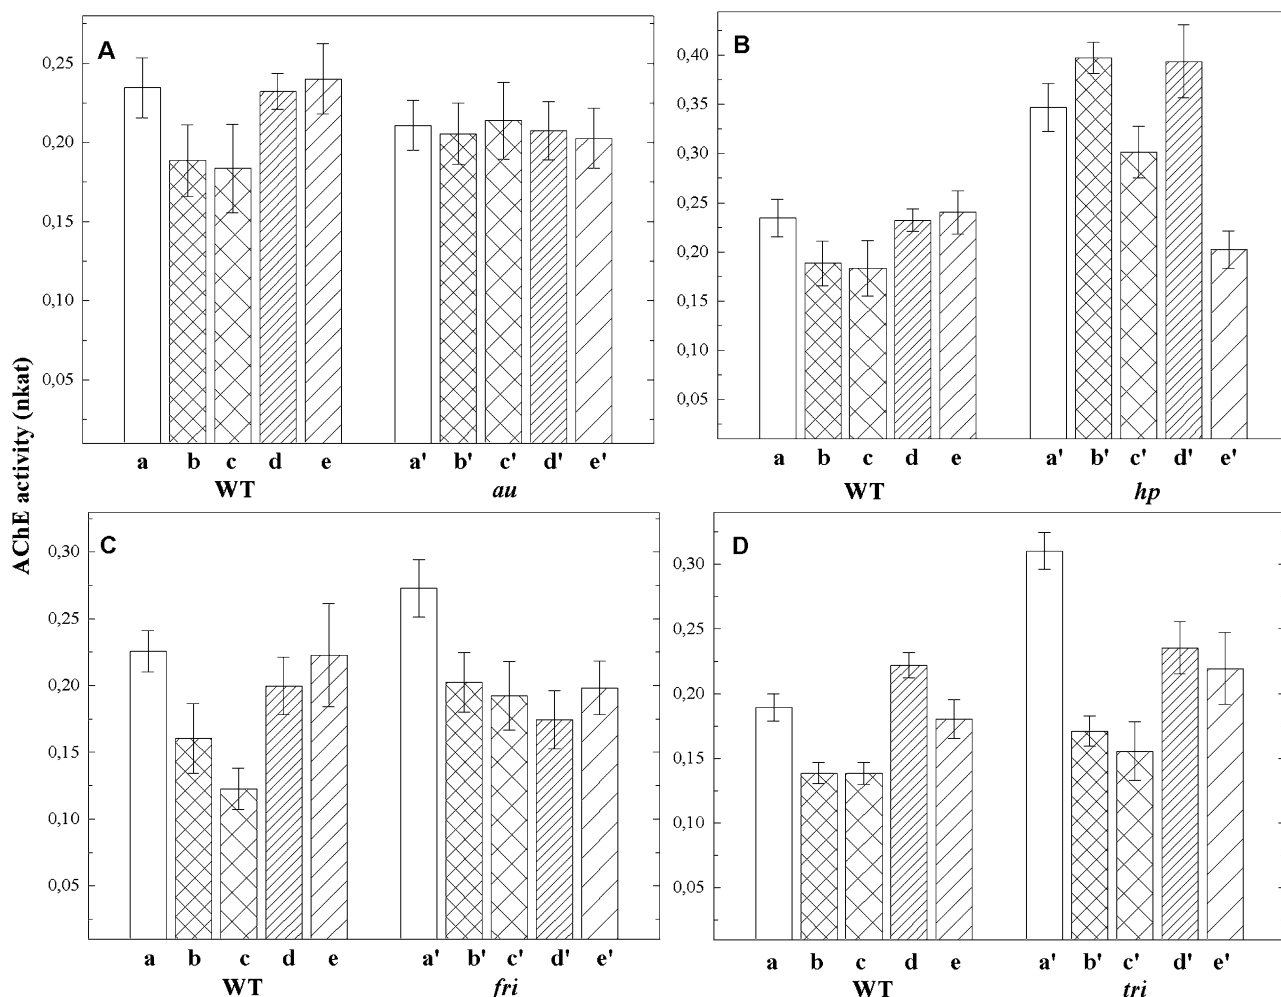 AChE activity (nkat)
A
0,25
0,20
0,15
0,10
0,05
a b c d e a' b' c' d' e'
WT au
B
0,40
0,35
0,30
0,25
0,20
0,15
0,10
0,05
a b c d e a' b' c' d' e'
WT hp
C
0,30
0,25
0,20
0,15
0,10
0,05
a b c d e a' b' c' d' e'
WT fri
D
0,30
0,25
0,20
0,15
0,10
0,05
a b c d e a' b' c' d' e'
WT tri